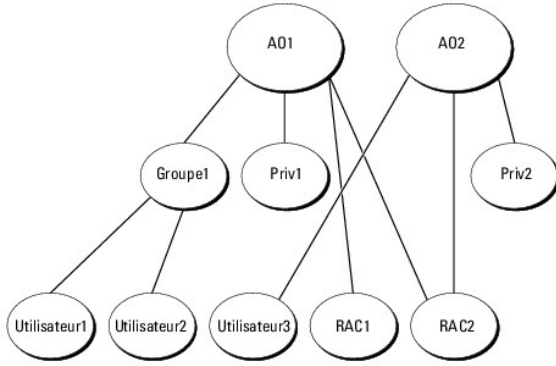 AO1
AO2
Groupe1
Priv1
Priv2
Utilisateur1
Utilisateur2
Utilisateur3
RAC1
RAC2